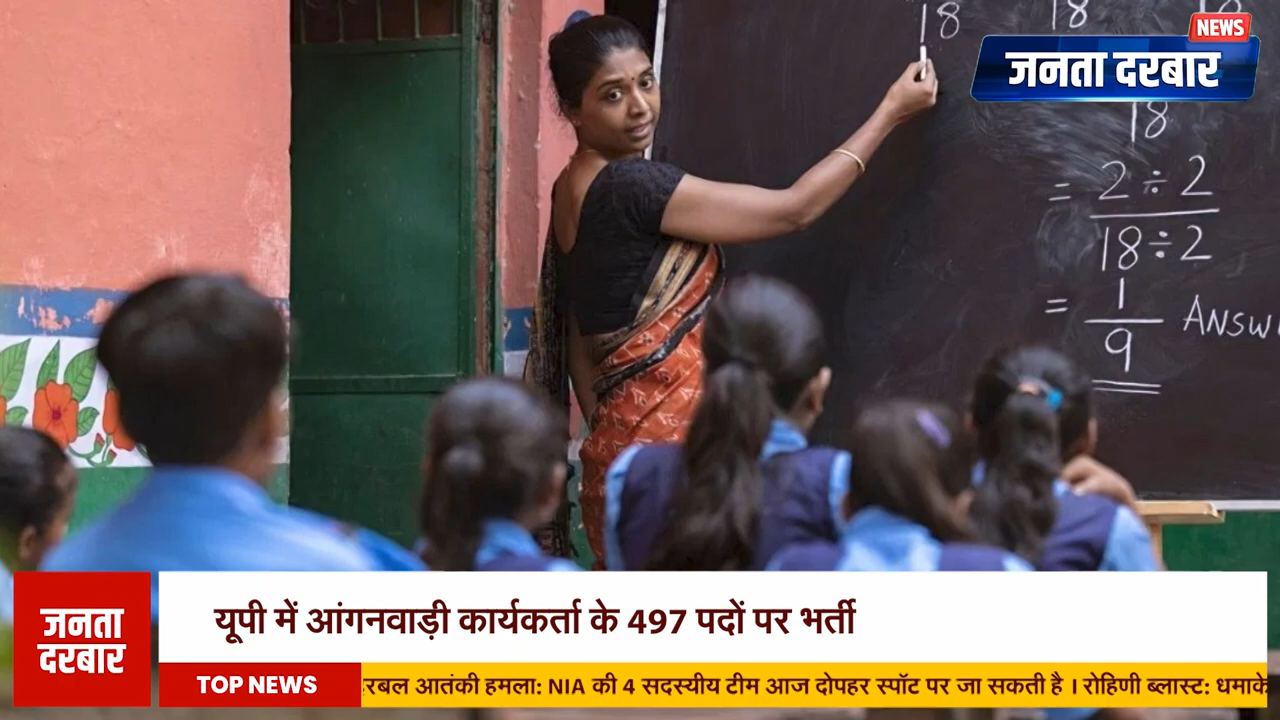 18
18
18
NEWS
जनता दरबार
18
= 2 ÷ 2
18 ÷ 2
= 1
9
ANSW
जनता
दरबार
यूपी में आंगनवाड़ी कार्यकर्ता के 497 पदों पर भर्ती
TOP NEWS
आतंकी हमला: NIA की 4 सदस्यीय टीम आज दोपहर स्पॉट पर जा सकती है । रोहिणी ब्लास्ट: धमाके